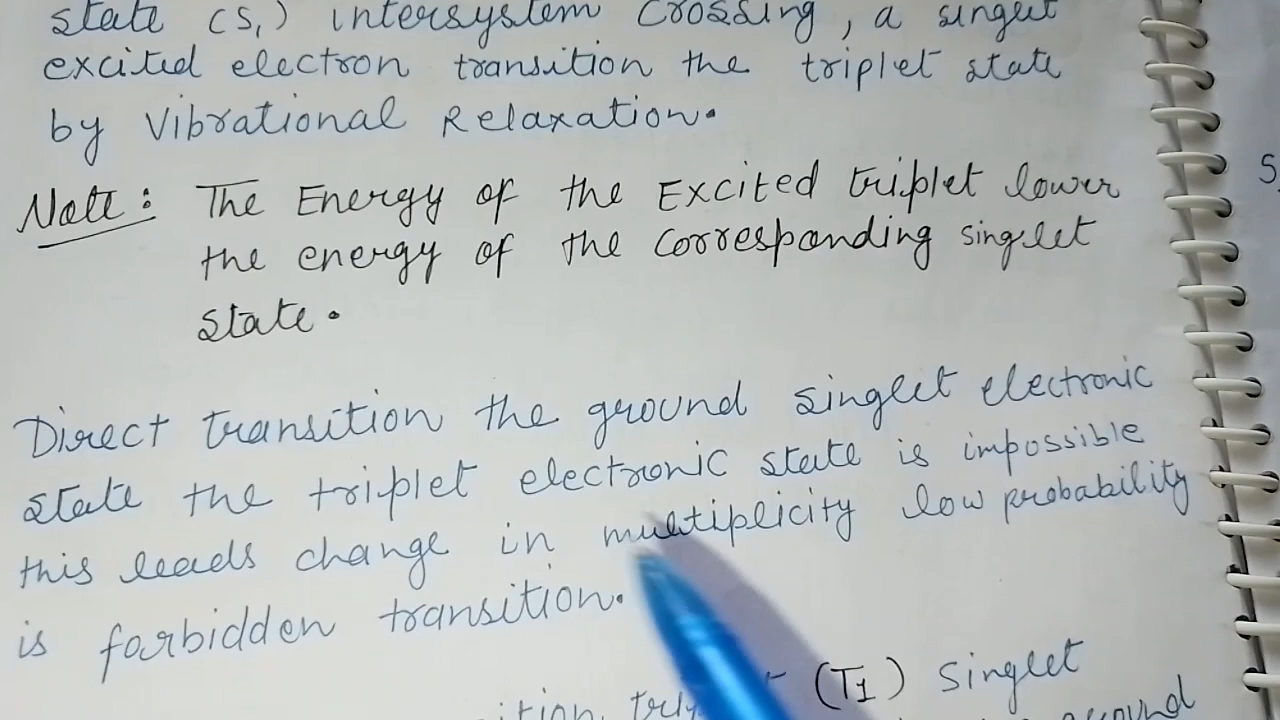 state (S1) intersystem Crossing, a singlet
excited electron transition the triplet state
by Vibrational Relaxation.
Note: The Energy of the Excited triplet lower
the energy of the corresponding singlet
state.
Direct transition the ground singlet electronic
state the triplet electronic state is impossible
this leads change in multiplicity low probability
is forbidden transition.
(T1) Singlet
ground
S